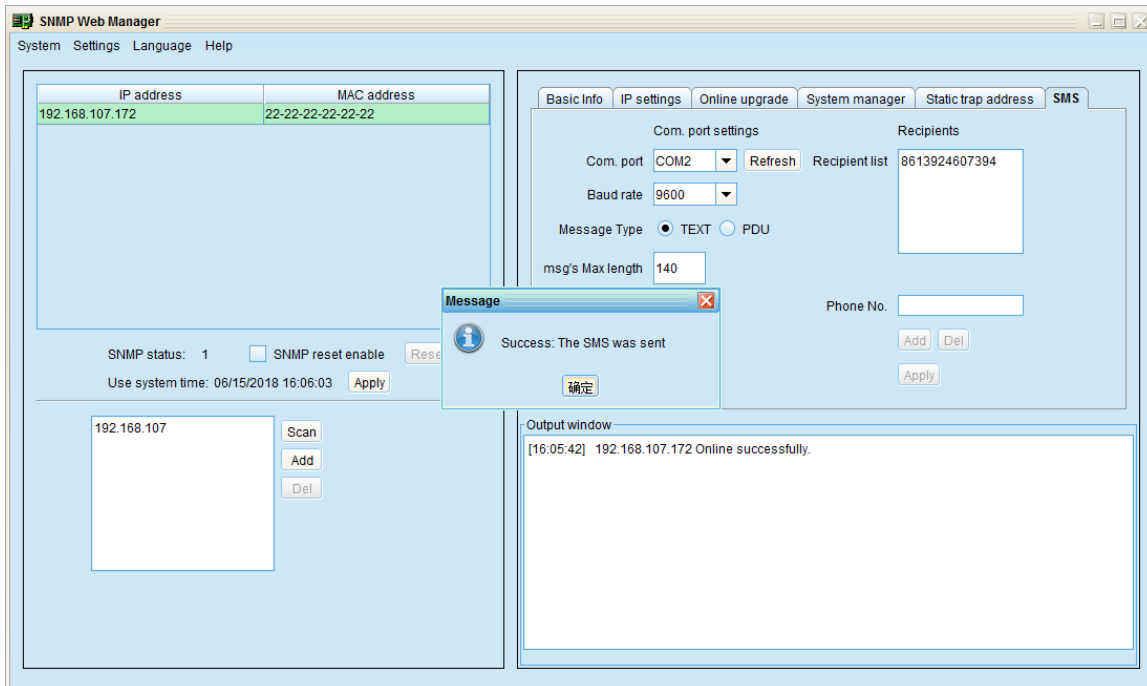 SNMP Web Manager
System Settings Language Help
IP address MAC address
192.168.107.172 22-22-22-22-22-22
SNMP status: 1 SNMP reset enable
Use system time: 06/15/2018 16:06:03 Apply
192.168.107
Scan
Add
Del
Basic Info IP settings Online upgrade System manager Static trap address SMS
Com. port settings Recipients
Com. port COM2 Refresh Recipient list 8613924607394
Baud rate 9600
Message Type TEXT PDU
msg's Max length 140
Message
Success: The SMS was sent
确定
Phone No.
Add Del
Apply
Output window
[16:05:42] 192.168.107.172 Online successfully.